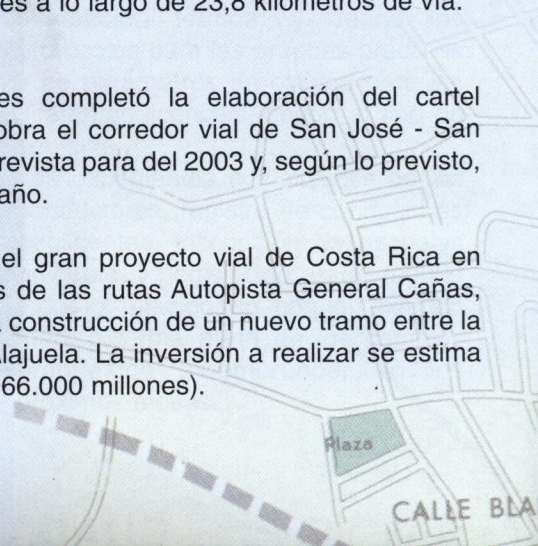 es a lo largo de 23,8 kilómetros de vía.
es completó la elaboración del cartel
obra el corredor vial de San José - San
revista para del 2003 y, según lo previsto,
año.
el gran proyecto vial de Costa Rica en
s de las rutas Autopista General Cañas,
construcción de un nuevo tramo entre la
lajuela. La inversión a realizar se estima
66.000 millones).
Plaza
CALLE BLA